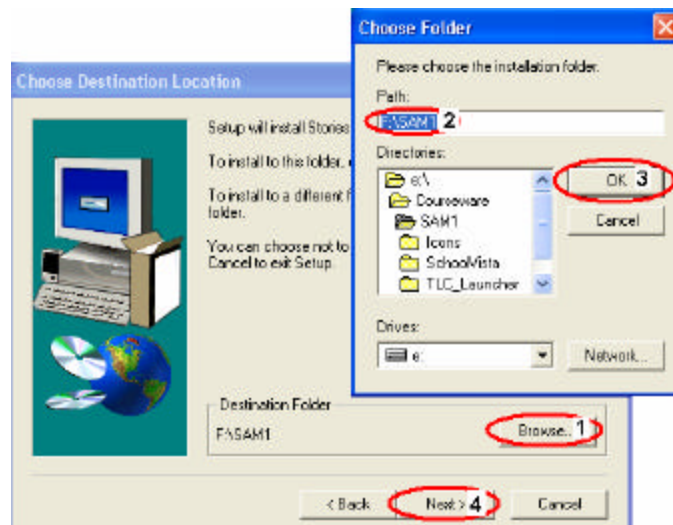 Choose Folder
Please choose the installation folder.
Path:
F:\SAM1 2
Directories:
e:\
Courseware
SAM1
Icons
SchoolVista
TLC_Launcher
OK 3
Cancel
Drives:
e:
Network...
Choose Destination Location
Setup will install Stories
To install to this folder,
To install to a different
folder.
You can choose not to
Cancel to exit Setup.
Destination Folder
F:\SAM1
Browse.. 1
< Back
Next > 4
Cancel